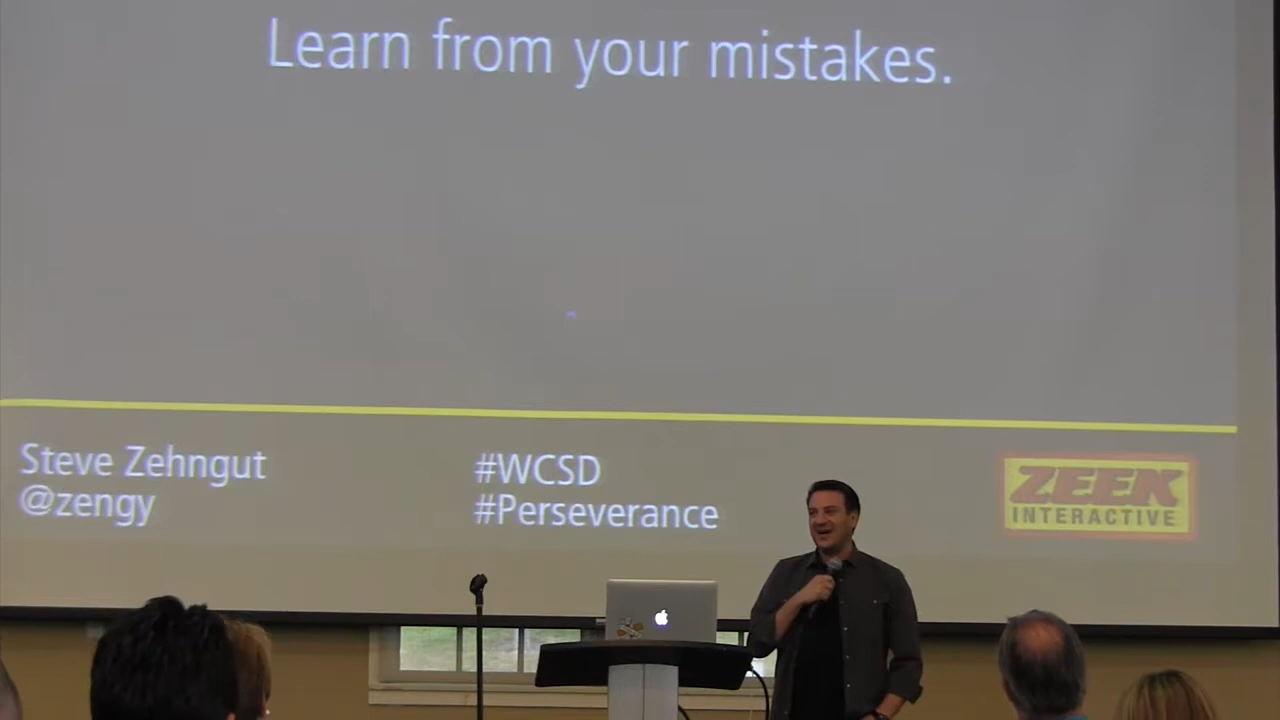 Learn from your mistakes.
Steve Zehngut
@zengy
#WCSD
#Perseverance
ZEEK
INTERACTIVE